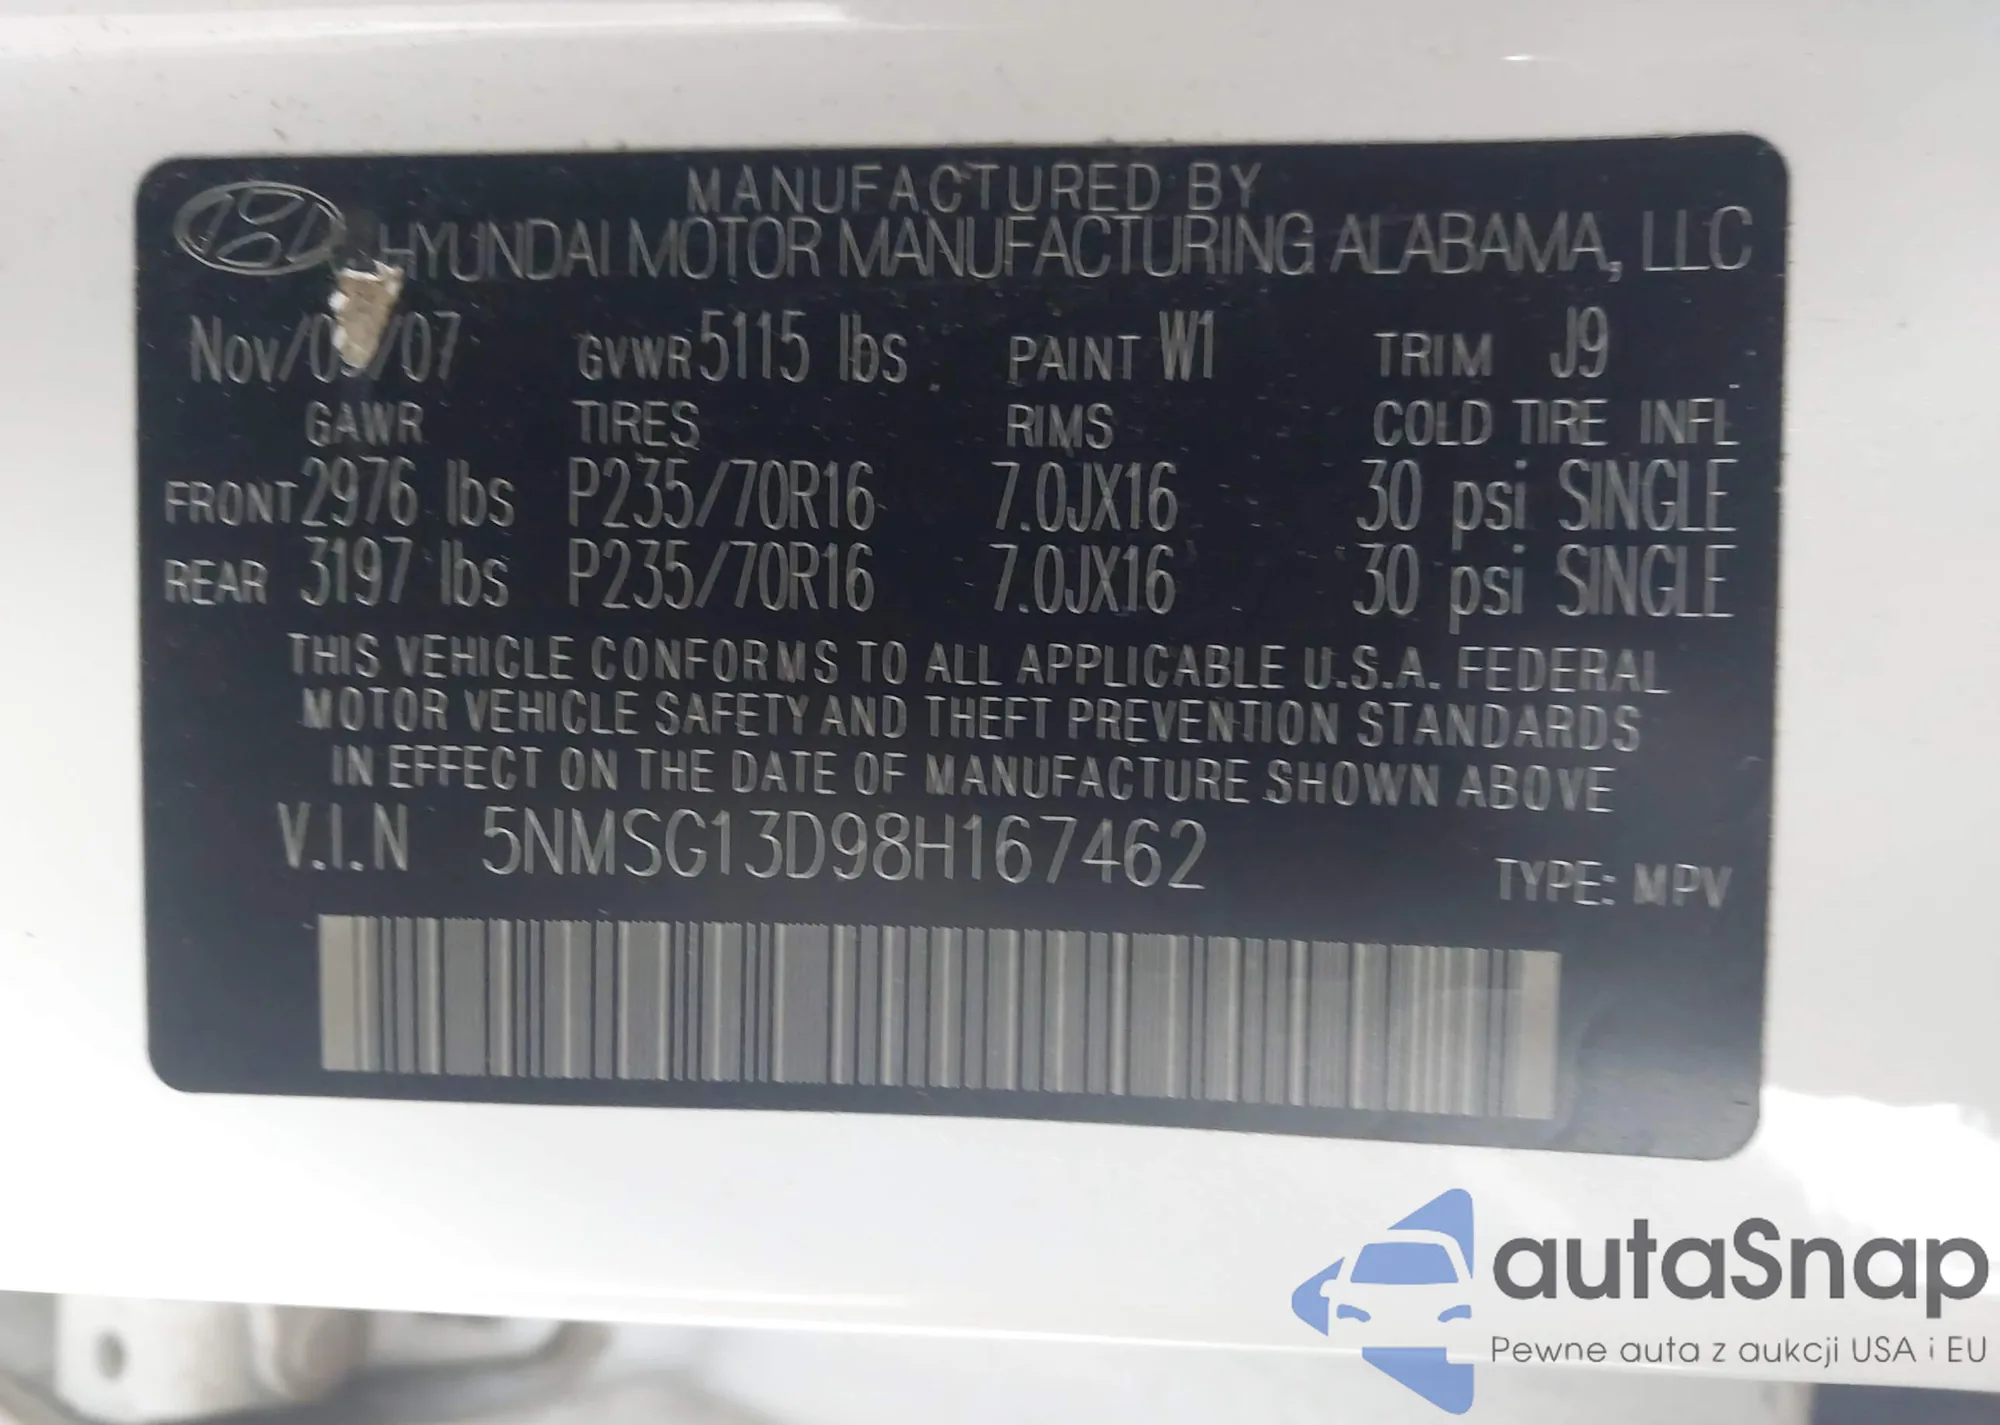 MANUFACTURED BY
HYUNDAI MOTOR MANUFACTURING ALABAMA, LLC
Nov/ /07 GVWR 5115 lbs PAINT W1 TRIM J9
GAWR TIRES RIMS COLD TIRE INFL
FRONT 2976 lbs P235/70R16 7.0JX16 30 psi SINGLE
REAR 3197 lbs P235/70R16 7.0JX16 30 psi SINGLE
THIS VEHICLE CONFORMS TO ALL APPLICABLE U.S.A. FEDERAL
MOTOR VEHICLE SAFETY AND THEFT PREVENTION STANDARDS
IN EFFECT ON THE DATE OF MANUFACTURE SHOWN ABOVE
V.I.N 5NMSG13D98H167462
TYPE: MPV
autaSnap
Pewne auta z aukcji USA i EU